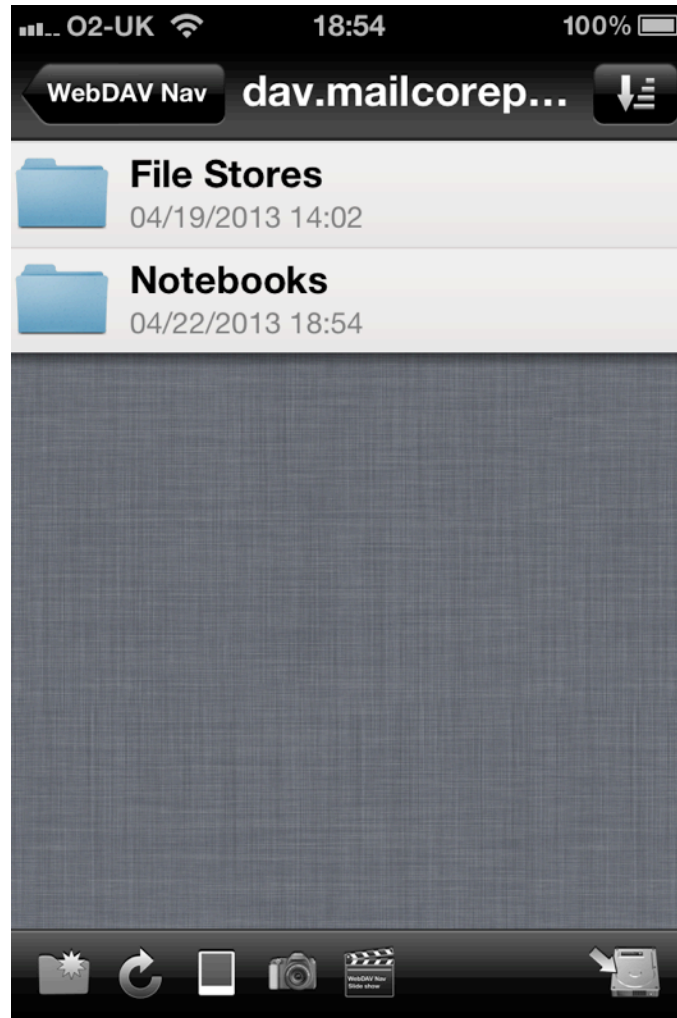 O2-UK 18:54 100%
WebDAV Nav dav.mailcorep...
File Stores
04/19/2013 14:02
Notebooks
04/22/2013 18:54
WebDAV Nav
Slide show